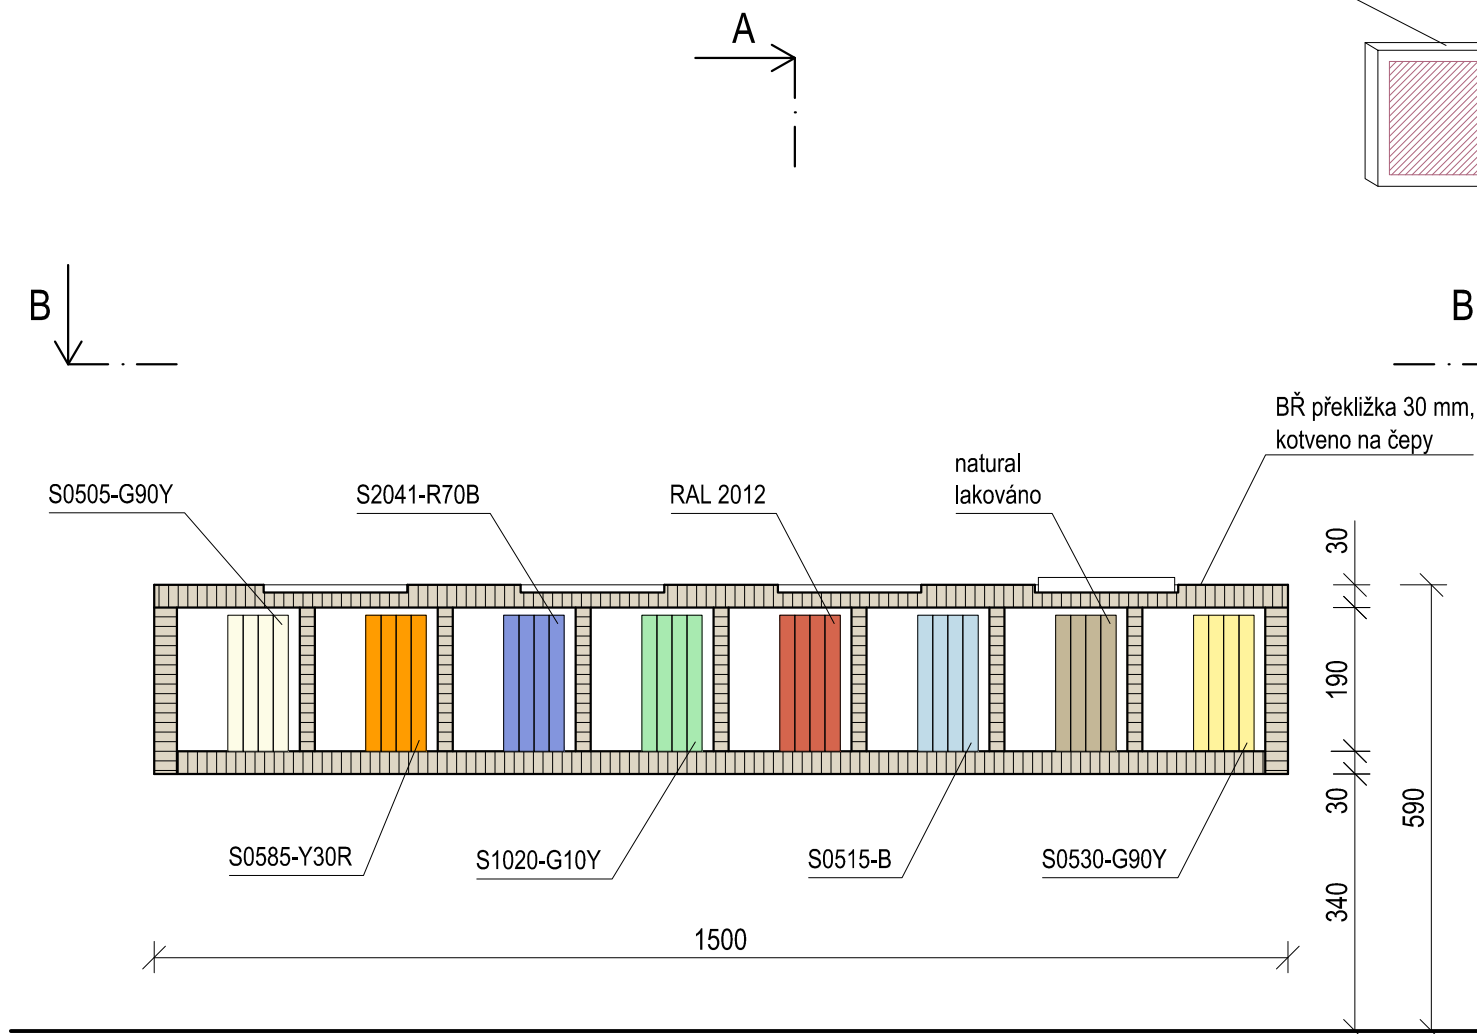 A
B
B
BŘ překližka 30 mm,
kotveno na čepy
natural
lakováno
S0505-G90Y
S2041-R70B
RAL 2012
30
190
30
590
340
S0585-Y30R
S1020-G10Y
S0515-B
S0530-G90Y
1500